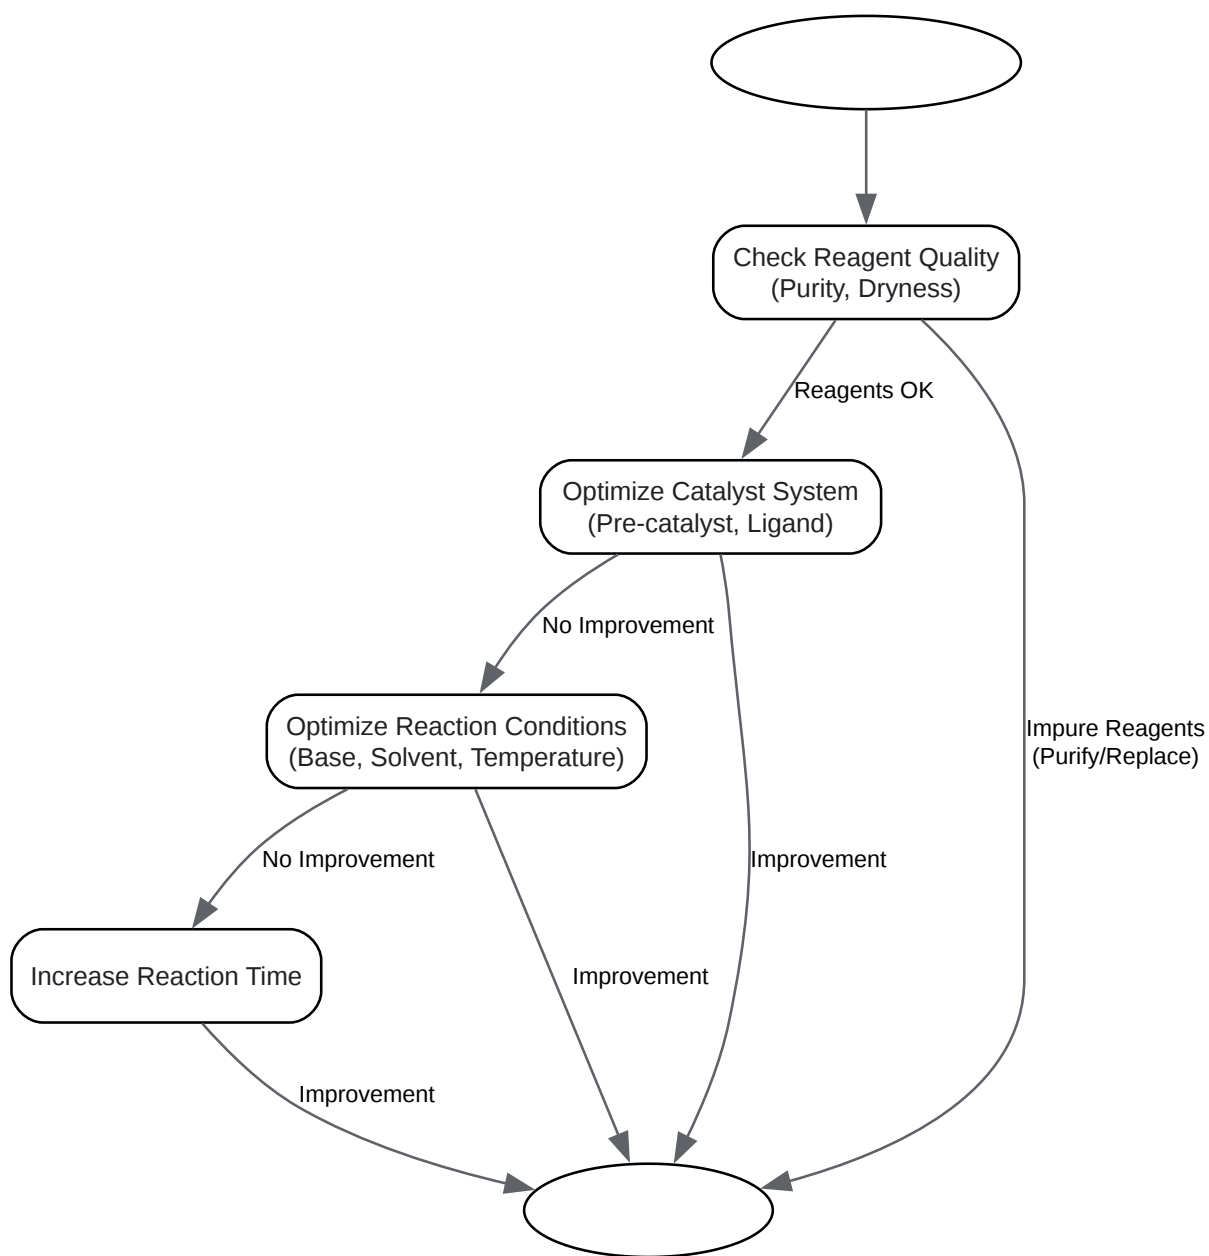 Check Reagent Quality
(Purity, Dryness)
Reagents OK
Optimize Catalyst System
(Pre-catalyst, Ligand)
No Improvement
Optimize Reaction Conditions
(Base, Solvent, Temperature)
Impure Reagents
(Purify/Replace)
No Improvement
Improvement
Increase Reaction Time
Improvement
Improvement